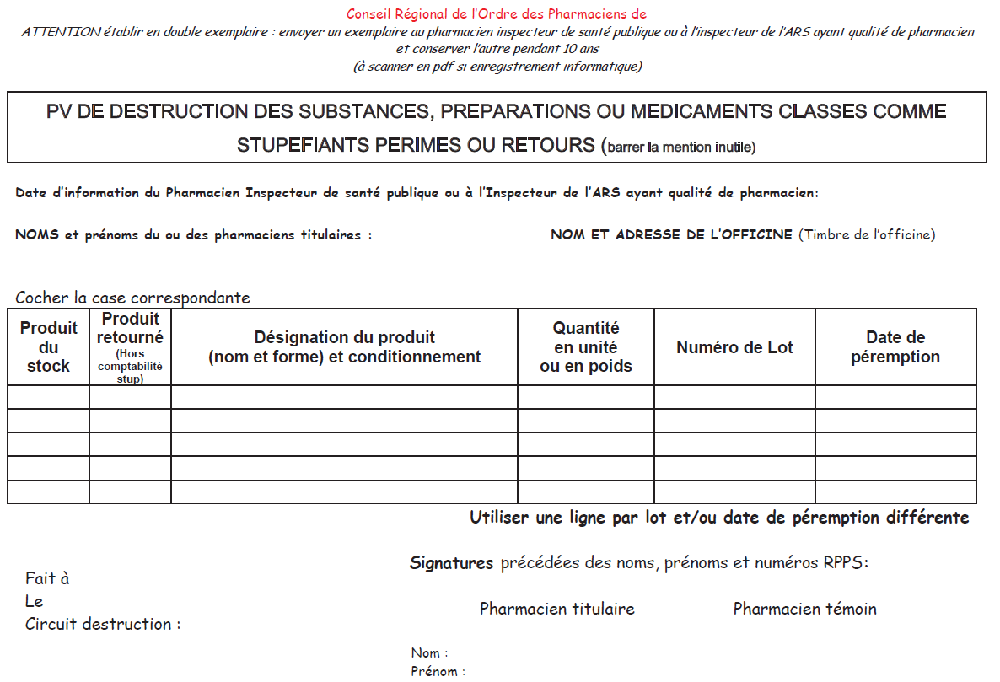 Conseil Régional de l'Ordre des Pharmaciens de
ATTENTION établir en double exemplaire : envoyer un exemplaire au pharmacien inspecteur de santé publique ou à l'inspecteur de l'ARS ayant qualité de pharmacien
et conserver l'autre pendant 10 ans
(à scanner en pdf si enregistrement informatique)
PV DE DESTRUCTION DES SUBSTANCES, PREPARATIONS OU MEDICAMENTS CLASSES COMME
STUPEFIANTS PERIMES OU RETOURS (barrer la mention inutile)
Date d'information du Pharmacien Inspecteur de santé publique ou à l'Inspecteur de l'ARS ayant qualité de pharmacien:
NOMS et prénoms du ou des pharmaciens titulaires : NOM ET ADRESSE DE L'OFFICINE (Timbre de l'officine)
Cocher la case correspondante
Produit
du
stock
Produit
retourné
(Hors
comptabilité
stup)
Désignation du produit
(nom et forme) et conditionnement
Quantité
en unité
ou en poids
Numéro de Lot
Date de
péremption
Utiliser une ligne par lot et/ou date de péremption différente
Signatures précédées des noms, prénoms et numéros RPPS:
Fait à
Le
Circuit destruction :
Pharmacien titulaire Pharmacien témoin
Nom :
Prénom :